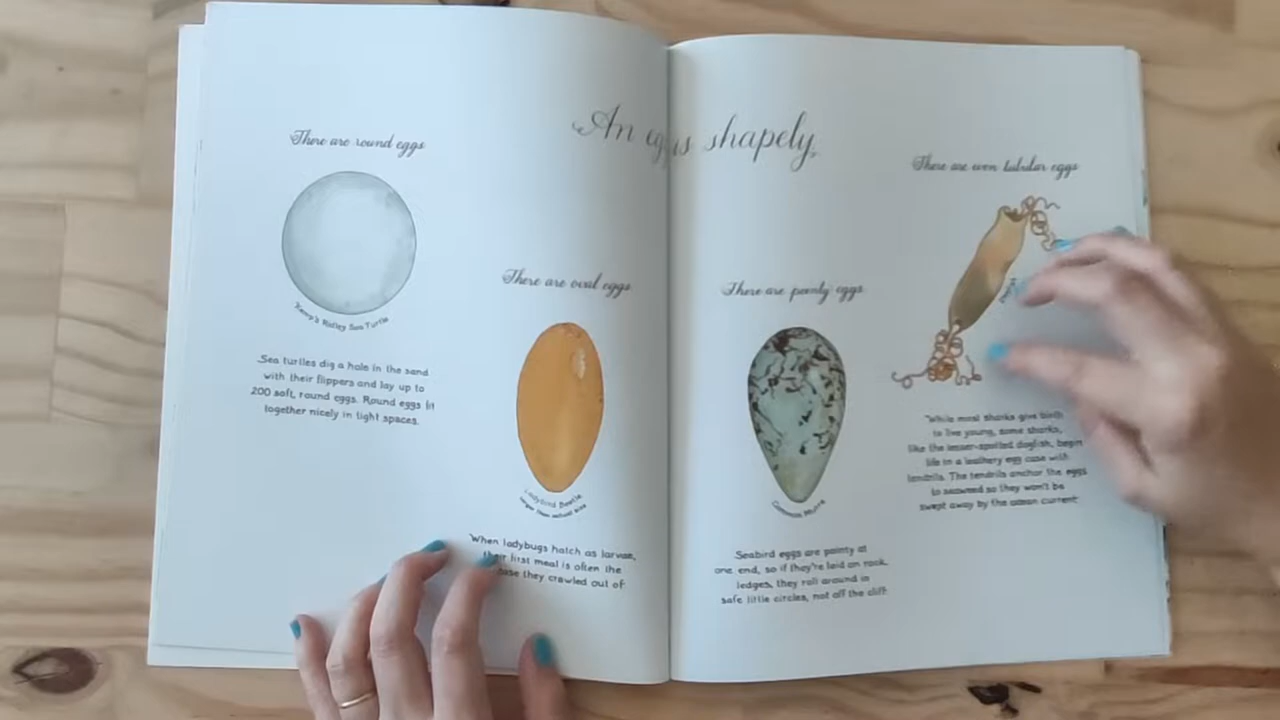 An egg is shapely.
There are round eggs
Kemp's Ridley Sea Turtle
Sea turtles dig a hole in the sand
with their flippers and lay up to
200 soft, round eggs. Round eggs fit
together nicely in tight spaces.
There are oval eggs
Ladybird Beetle
larger than actual size
When ladybugs hatch as larvae,
their first meal is often the
case they crawled out of.
There are pointy eggs
Common Murre
Seabird eggs are pointy at
one end, so if they're laid on rock
ledges, they roll around in
safe little circles, not off the cliff.
There are even tubular eggs
While most sharks give birth
to live young, some sharks,
like the lesser-spotted dogfish, begin
life in a leathery egg case with
tendrils. The tendrils anchor the eggs
to seaweed so they won't be
swept away by the ocean current.